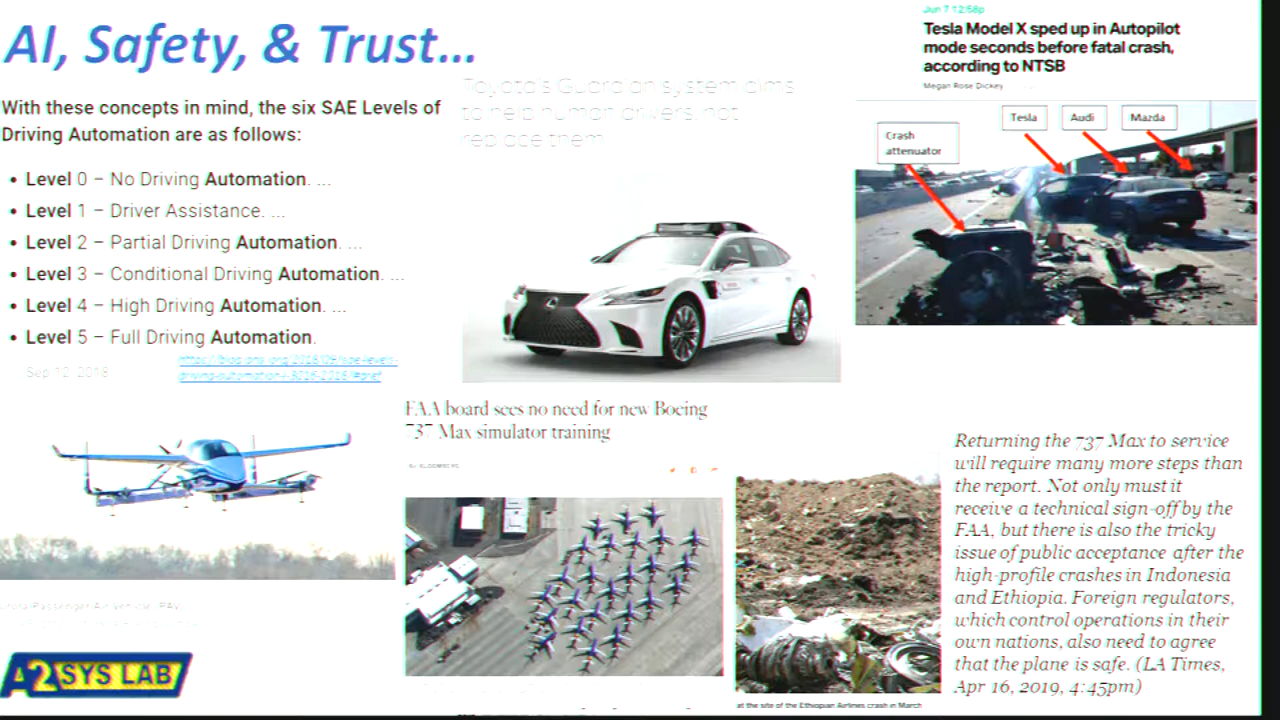 AI, Safety, & Trust...
With these concepts in mind, the six SAE Levels of
Driving Automation are as follows:
• Level 0 – No Driving Automation. ...
• Level 1 – Driver Assistance. ...
• Level 2 – Partial Driving Automation. ...
• Level 3 – Conditional Driving Automation. ...
• Level 4 – High Driving Automation. ...
• Level 5 – Full Driving Automation.
Sep 12, 2018
Toyota's Guardian system aims
to help human drivers, not
replace them
Jun 7 12:58p
Tesla Model X sped up in Autopilot
mode seconds before fatal crash,
according to NTSB
Megan Rose Dickey
Crash
attenuator
Tesla
Audi
Mazda
FAA board sees no need for new Boeing
737 Max simulator training
By BLOOMBERG
Returning the 737 Max to service
will require many more steps than
the report. Not only must it
receive a technical sign-off by the
FAA, but there is also the tricky
issue of public acceptance after the
high-profile crashes in Indonesia
and Ethiopia. Foreign regulators,
which control operations in their
own nations, also need to agree
that the plane is safe. (LA Times,
Apr 16, 2019, 4:45pm)
at the site of the Ethiopian Airlines crash in March
Passenger Air Vehicle, PAV
A2SYS LAB